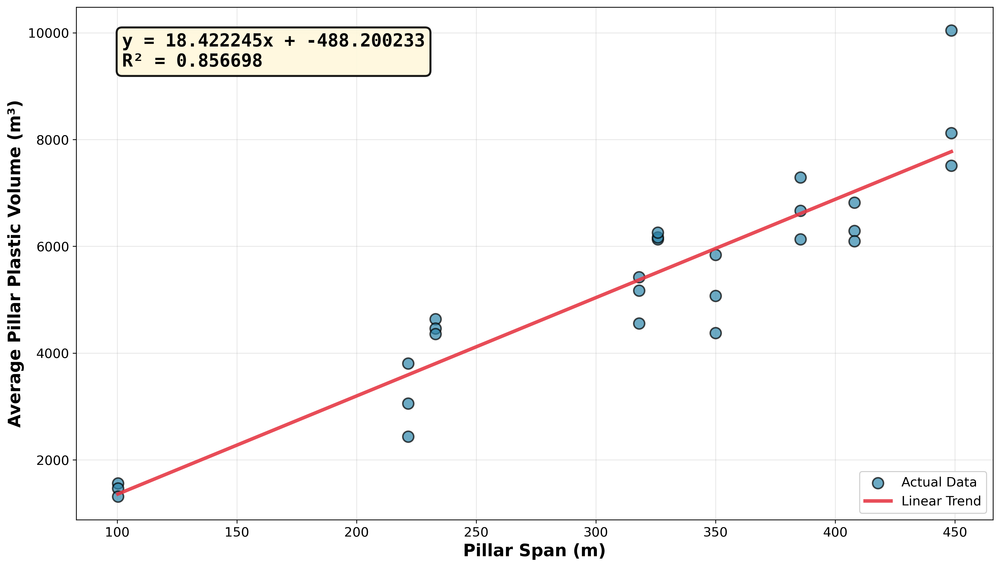 y = 18.422245x + -488.200233
R² = 0.856698
Average Pillar Plastic Volume (m³)
10000
8000
6000
4000
2000
100
150
200
250
300
350
400
450
Pillar Span (m)
Actual Data
Linear Trend